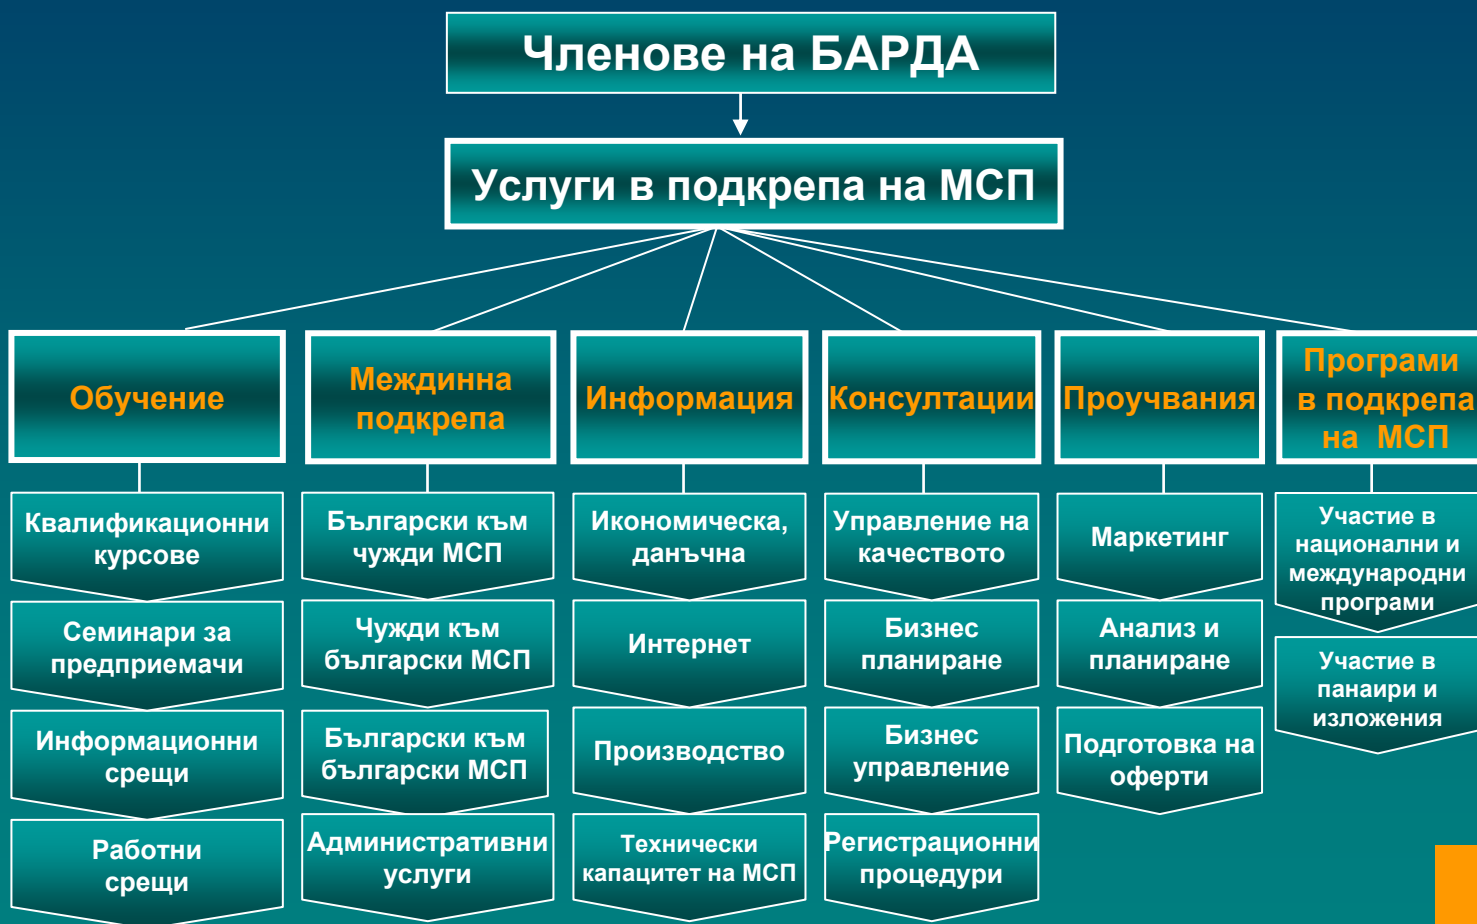 Членове на БАРДА
Услуги в подкрепа на МСП
Обучение
Квалификационни
курсове
Семинари за
предприемачи
Информационни
срещи
Работни
срещи
Междинна
подкрепа
Български към
чужди МСП
Чужди към
български МСП
Български към
български МСП
Административни
услуги
Информация
Икономическа,
данъчна
Интернет
Производство
Технически
капацитет на МСП
Консултации
Управление на
качеството
Бизнес
планиране
Бизнес
управление
Регистрационни
процедури
Проучвания
Маркетинг
Анализ и
планиране
Подготовка на
оферти
Програми
в подкрепа
на МСП
Участие в
национални и
международни
програми
Участие в
панаири и
изложения